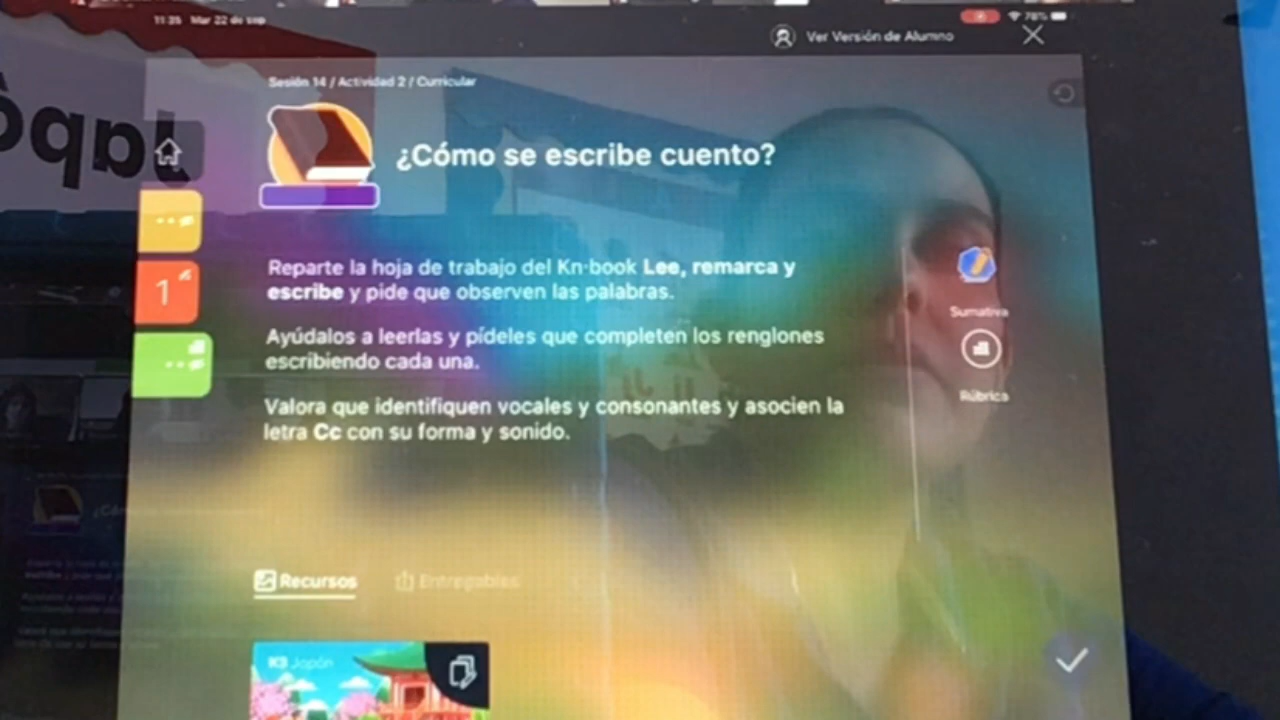 11:35 Mar 22 de sep
78%
Ver Versión de Alumno
Sesión 14 / Actividad 2 / Curricular
¿Cómo se escribe cuento?
1
Reparte la hoja de trabajo del Kn-book Lee, remarca y
escribe y pide que observen las palabras.
Ayúdalos a leerlas y pídeles que completen los renglones
escribiendo cada una.
Valora que identifiquen vocales y consonantes y asocien la
letra Cc con su forma y sonido.
Sumativa
Rúbrica
Recursos
Entregables
K3 Japón